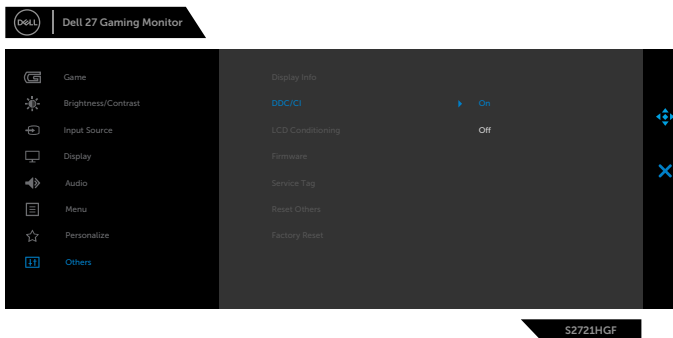 DELL
Dell 27 Gaming Monitor
Game
Brightness/Contrast
Input Source
Display
Audio
Menu
Personalize
Others
Display Info
DDC/CI
On
LCD Conditioning
Off
Firmware
Service Tag
Reset Others
Factory Reset
S2721HGF